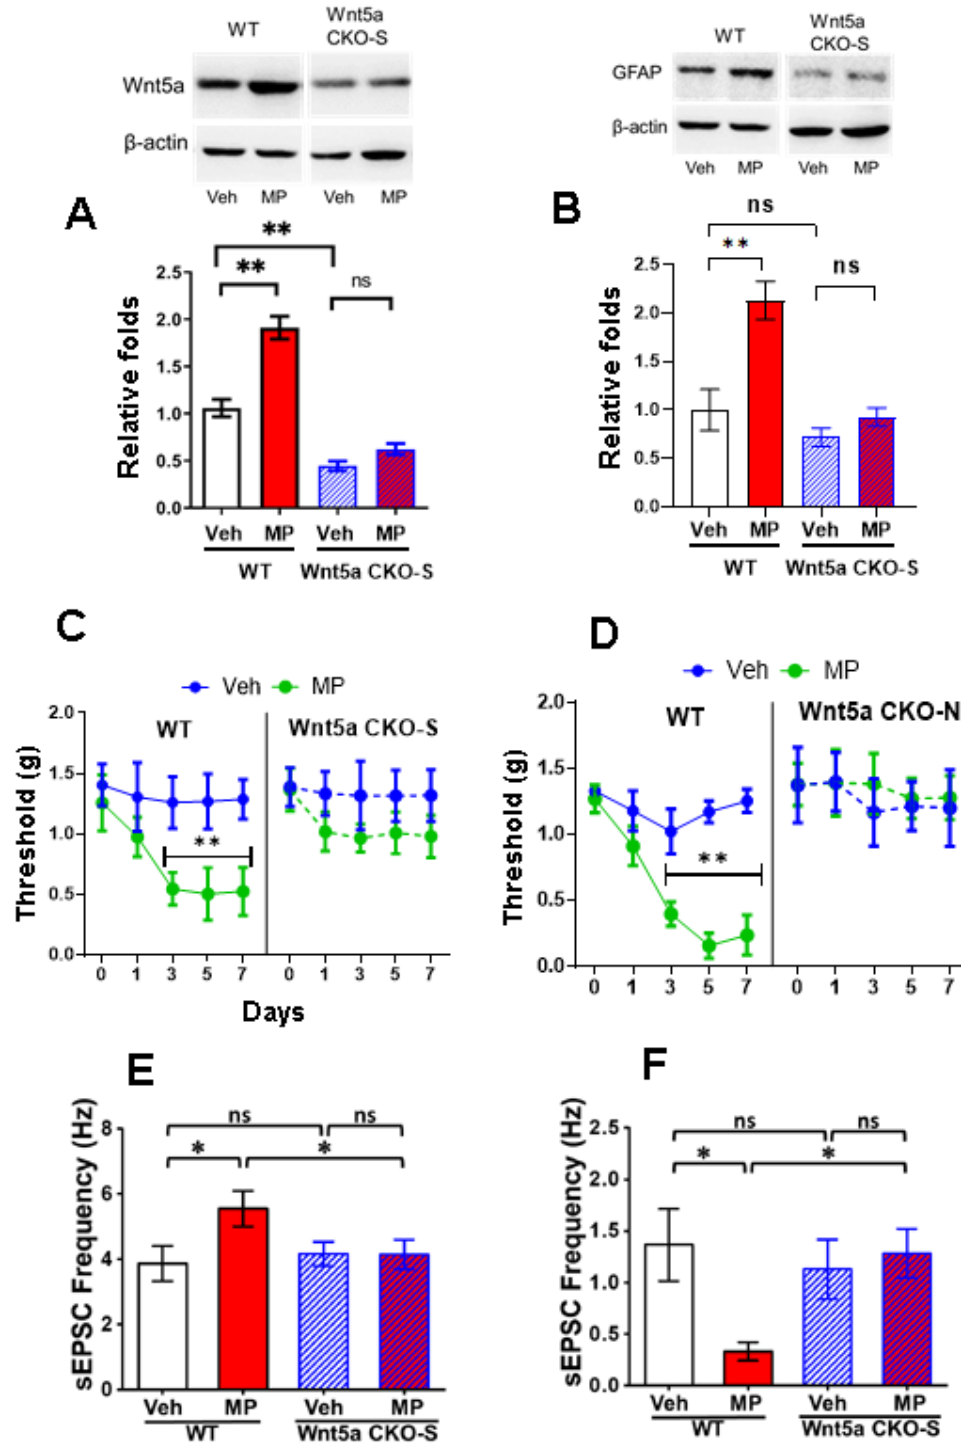 WT
Wnt5a
CKO-S
Wnt5a
β-actin
Veh MP Veh MP
WT
Wnt5a
CKO-S
GFAP
β-actin
Veh MP Veh MP
A
**
**
ns
Relative folds
2.5
2.0
1.5
1.0
0.5
0.0
Veh MP Veh MP
WT Wnt5a CKO-S
B
ns
**
ns
Relative folds
2.5
2.0
1.5
1.0
0.5
0.0
Veh MP Veh MP
WT Wnt5a CKO-S
C
Veh MP
WT Wnt5a CKO-S
Threshold (g)
2.0
1.5
1.0
0.5
0.0
**
0 1 3 5 7 0 1 3 5 7
Days
D
Veh MP
WT Wnt5a CKO-N
Threshold (g)
2.0
1.5
1.0
0.5
0.0
**
0 1 3 5 7 0 1 3 5 7
E
ns ns
* *
sEPSC Frequency (Hz)
8
6
4
2
0
Veh MP Veh MP
WT Wnt5a CKO-S
F
ns ns
* *
sEPSC Frequency (Hz)
2.5
2.0
1.5
1.0
0.5
0.0
Veh MP Veh MP
WT Wnt5a CKO-S